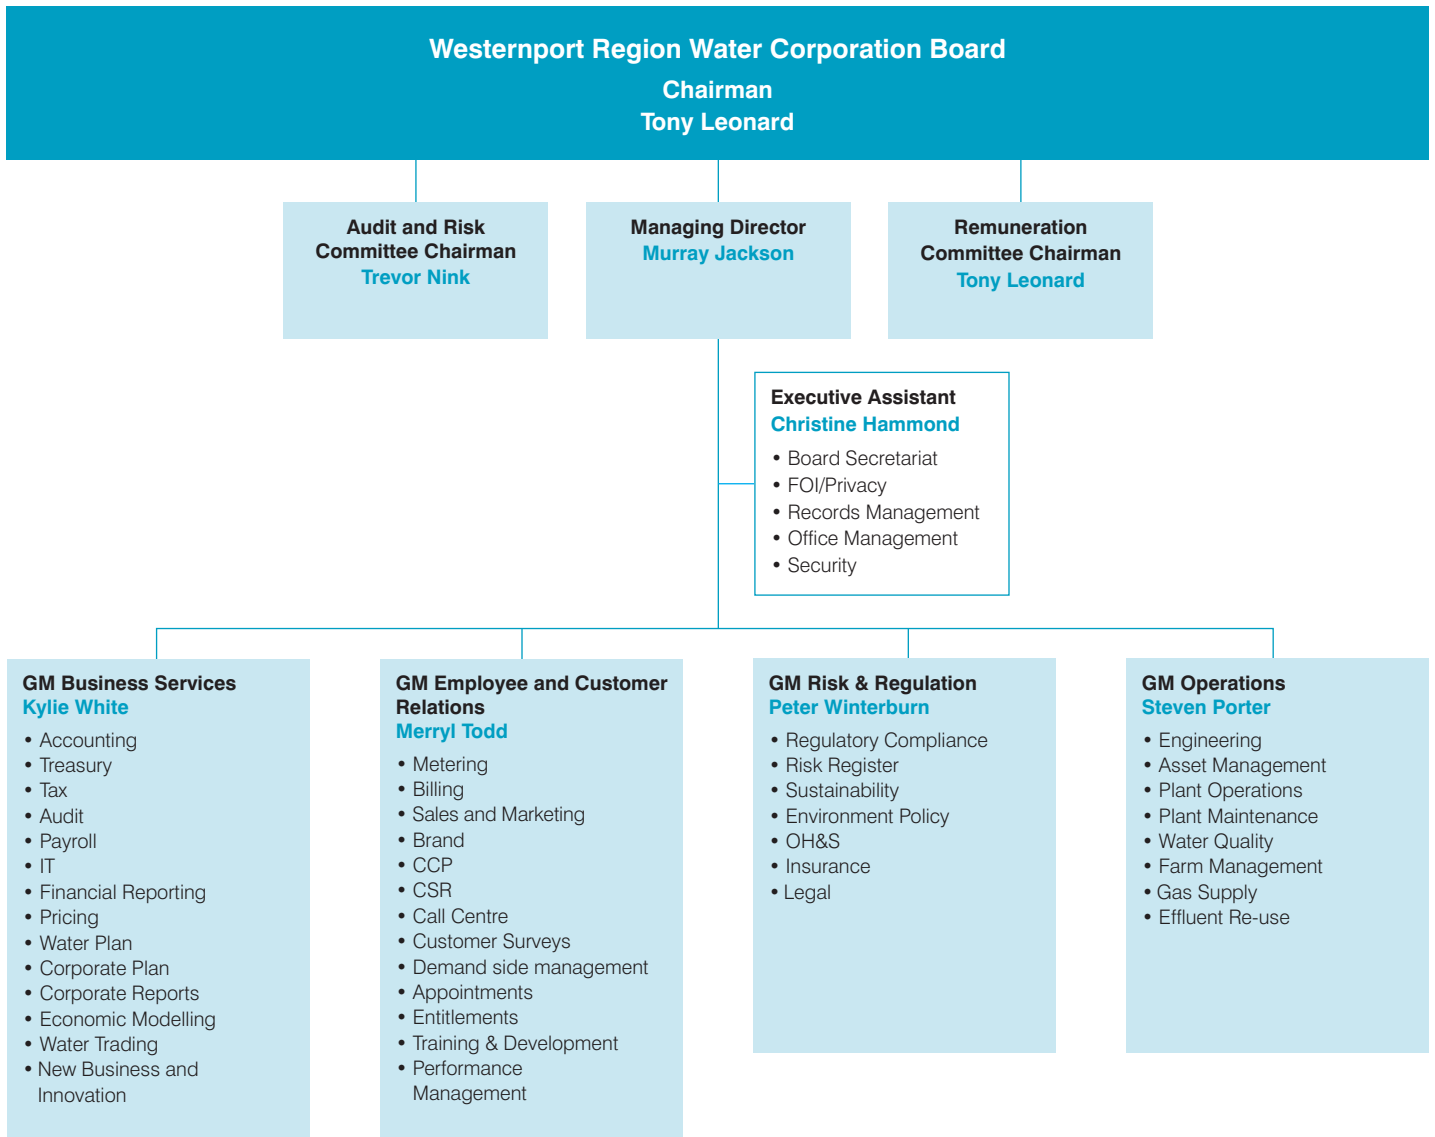 Westernport Region Water Corporation Board
Chairman
Tony Leonard
Audit and Risk
Committee Chairman
Trevor Nink
Managing Director
Murray Jackson
Remuneration
Committee Chairman
Tony Leonard
Executive Assistant
Christine Hammond
• Board Secretariat
• FOI/Privacy
• Records Management
• Office Management
• Security
GM Business Services
Kylie White
• Accounting
• Treasury
• Tax
• Audit
• Payroll
• IT
• Financial Reporting
• Pricing
• Water Plan
• Corporate Plan
• Corporate Reports
• Economic Modelling
• Water Trading
• New Business and
Innovation
GM Employee and Customer
Relations
Merryl Todd
• Metering
• Billing
• Sales and Marketing
• Brand
• CCP
• CSR
• Call Centre
• Customer Surveys
• Demand side management
• Appointments
• Entitlements
• Training & Development
• Performance
Management
GM Risk & Regulation
Peter Winterburn
• Regulatory Compliance
• Risk Register
• Sustainability
• Environment Policy
• OH&S
• Insurance
• Legal
GM Operations
Steven Porter
• Engineering
• Asset Management
• Plant Operations
• Plant Maintenance
• Water Quality
• Farm Management
• Gas Supply
• Effluent Re-use